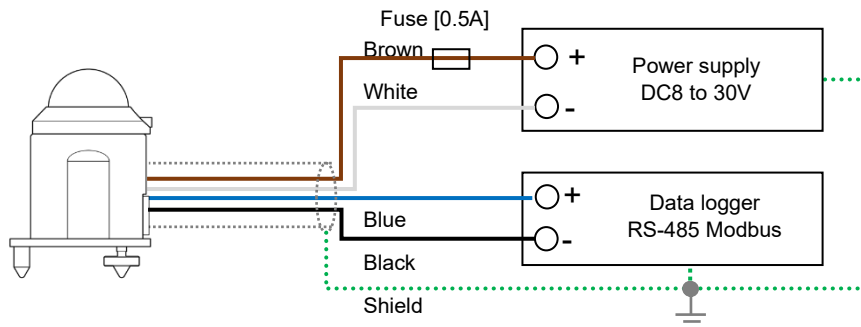 Fuse [0.5A]
Brown
+
Power supply
DC8 to 30V
White
-
+
Data logger
RS-485 Modbus
Blue
-
Black
Shield